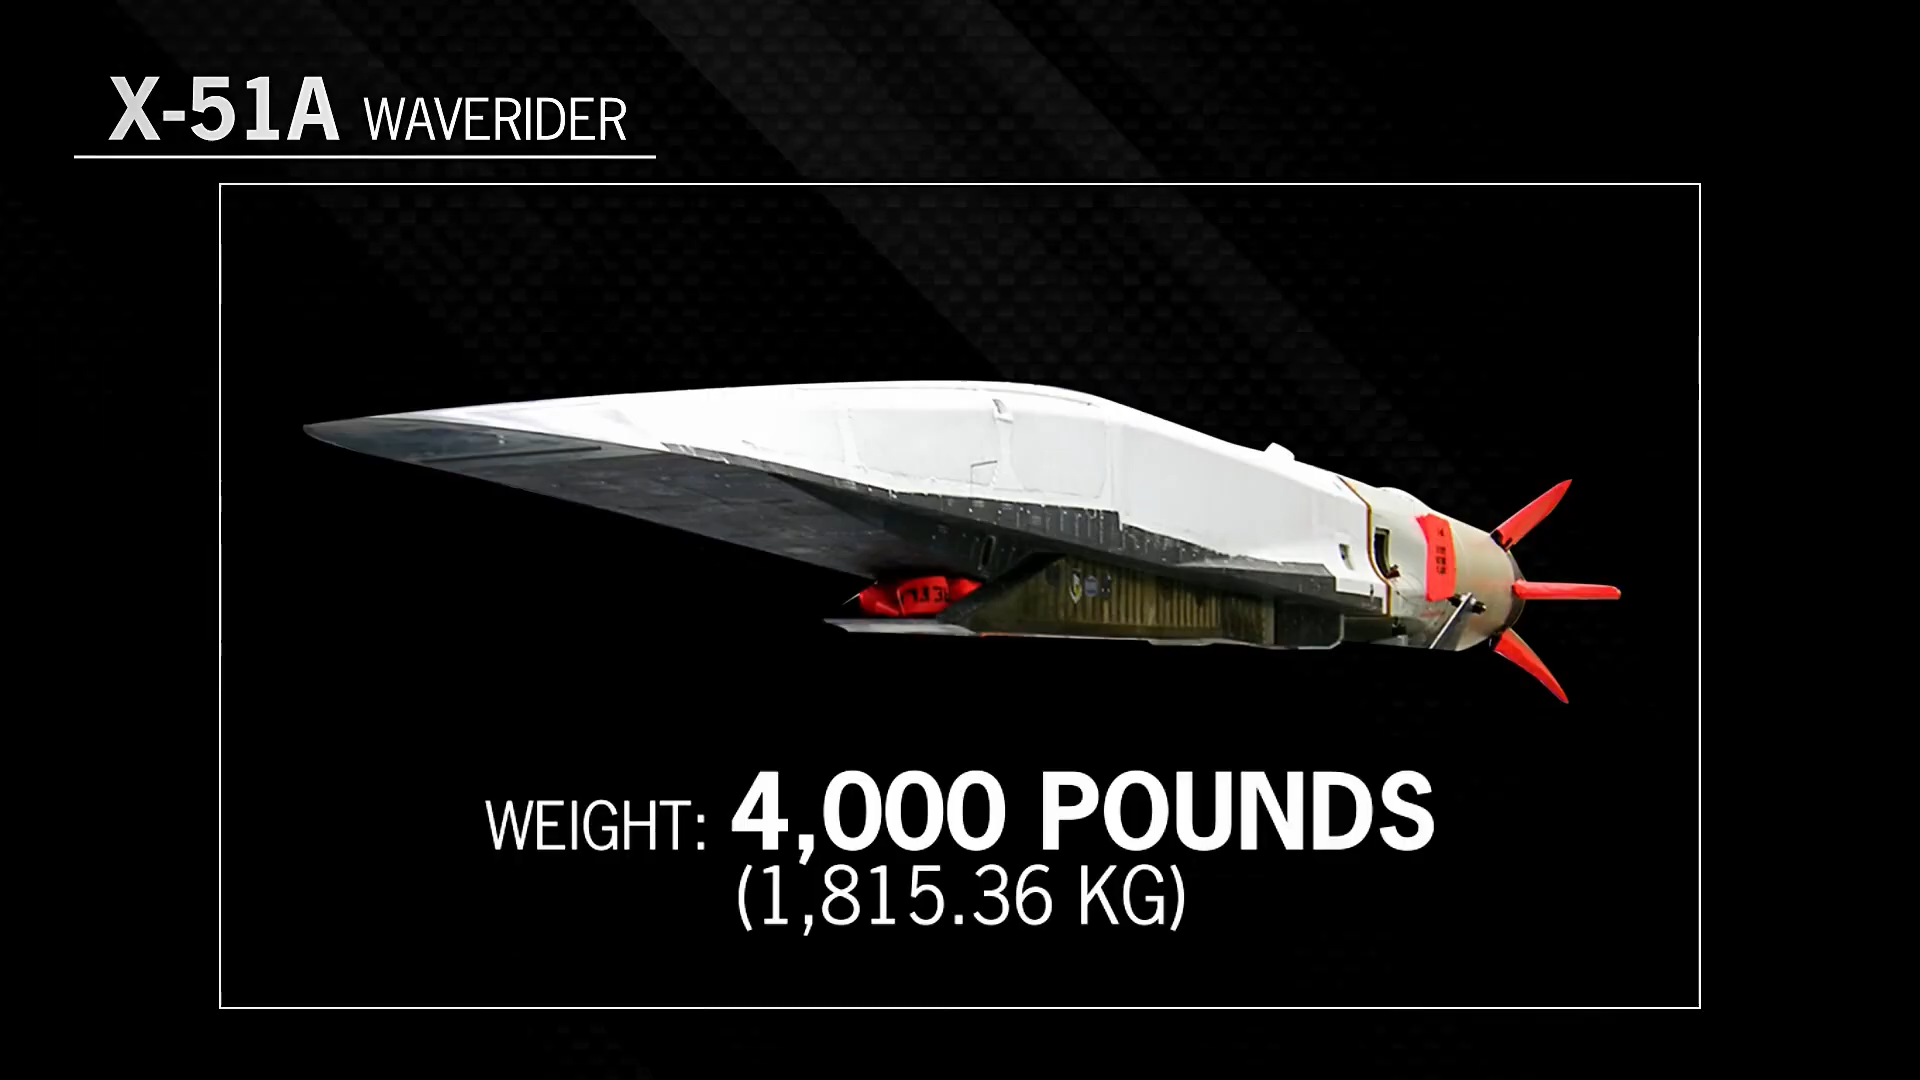 X-51A WAVERIDER
WEIGHT: 4,000 POUNDS
(1,815.36 KG)